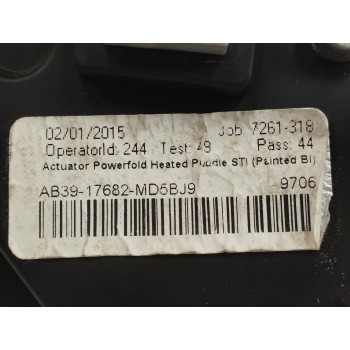 02/01/2015 Job: 7261-318
OperatorId: 244 Test: 49 Pass: 44
Actuator Powerfold Heated Puddle STI (Painted Bl)
AB39-17682-MD5BJ9 9706